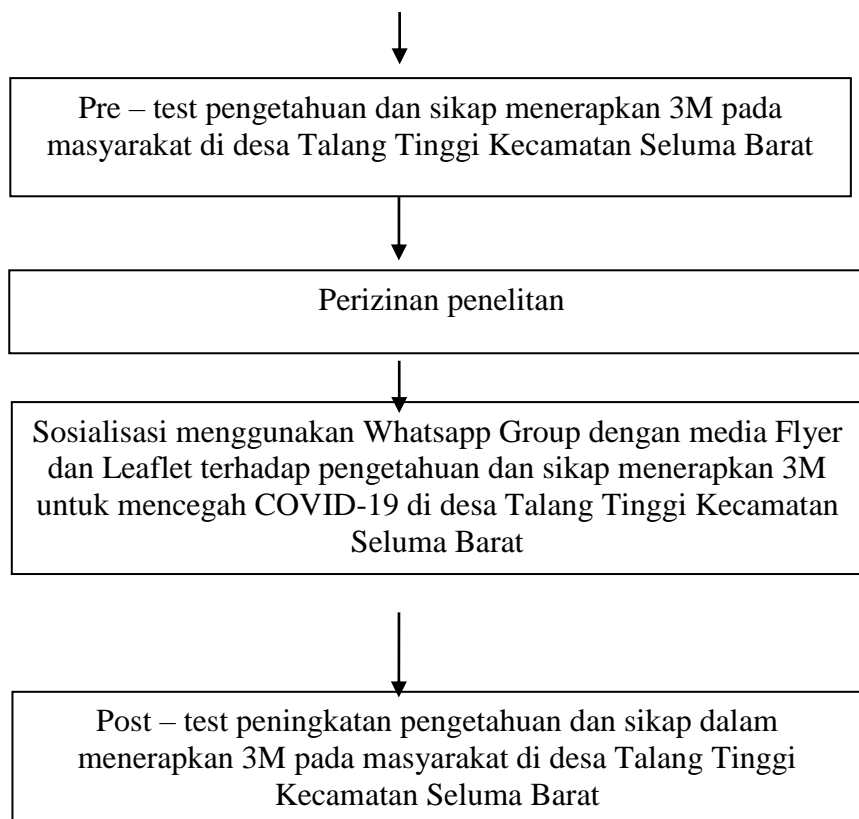 Pre – test pengetahuan dan sikap menerapkan 3M pada
masyarakat di desa Talang Tinggi Kecamatan Seluma Barat
Perizinan penelitan
Sosialisasi menggunakan Whatsapp Group dengan media Flyer
dan Leaflet terhadap pengetahuan dan sikap menerapkan 3M
untuk mencegah COVID-19 di desa Talang Tinggi Kecamatan
Seluma Barat
Post – test peningkatan pengetahuan dan sikap dalam
menerapkan 3M pada masyarakat di desa Talang Tinggi
Kecamatan Seluma Barat